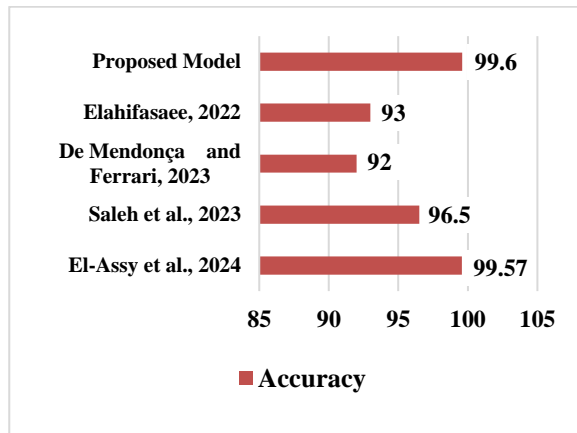 Proposed Model
99.6
Elahifasaee, 2022
93
De Mendonça and
Ferrari, 2023
92
Saleh et al., 2023
96.5
El-Assy et al., 2024
99.57
85 90 95 100 105
Accuracy